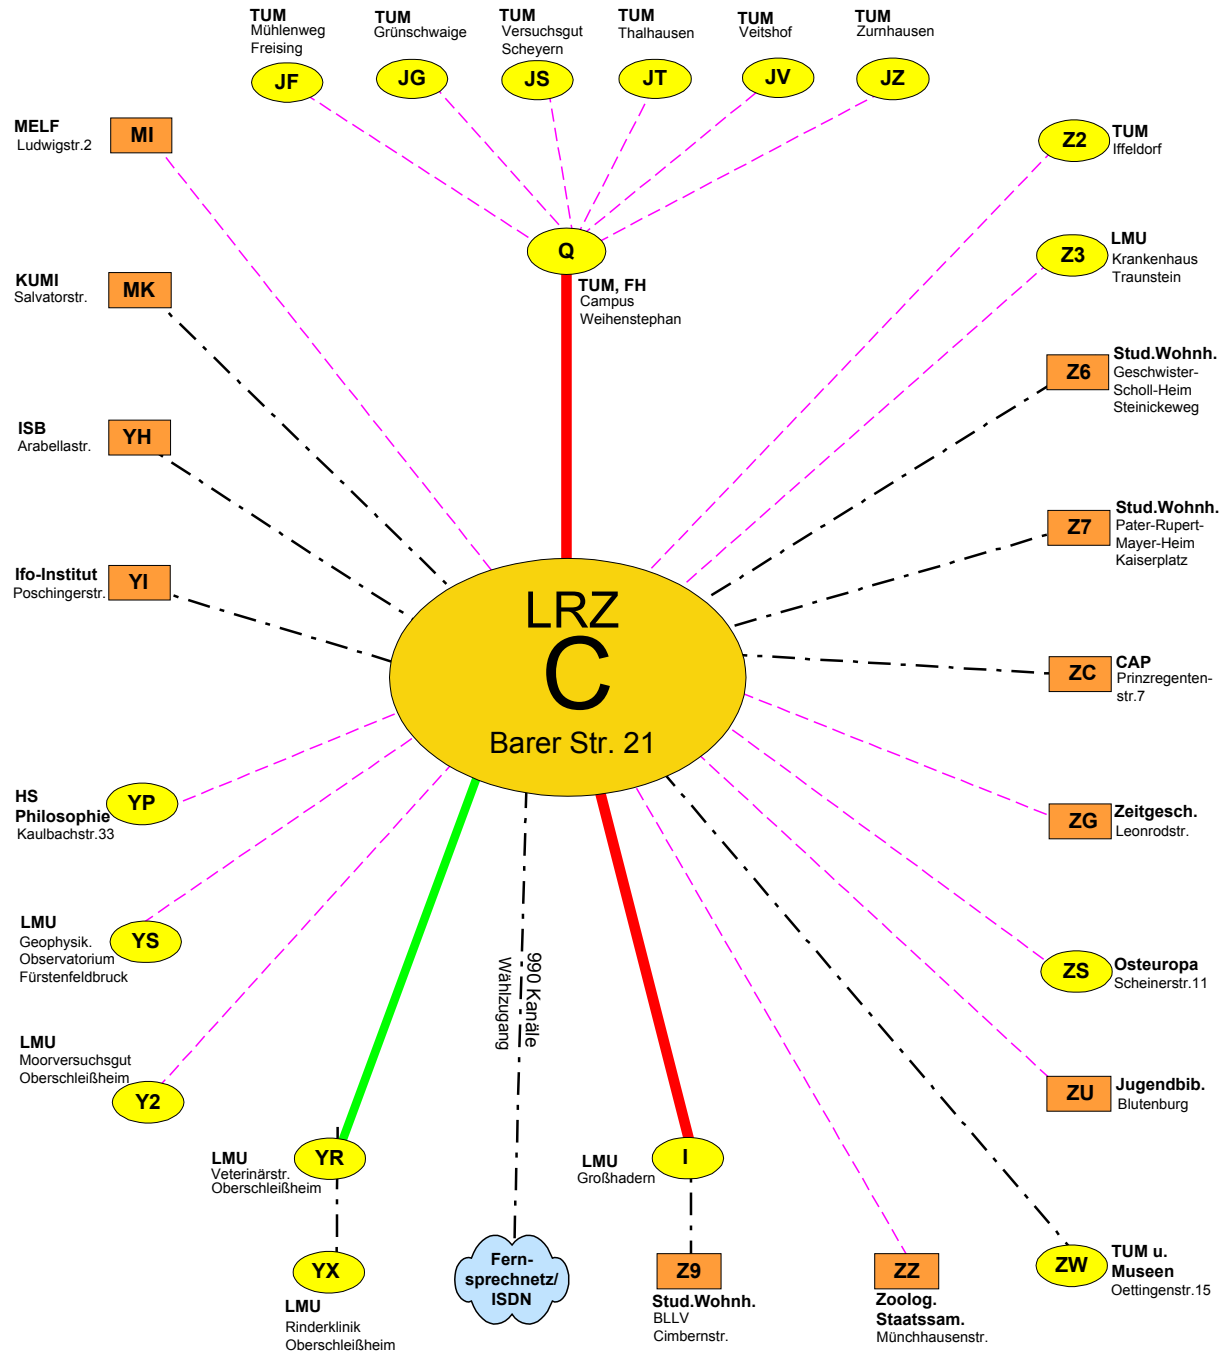 TUM
Mühlenweg
Freising
JF
TUM
Grünschwaige
JG
TUM
Versuchsgut
Scheyern
JS
TUM
Thalhausen
JT
TUM
Veitshof
JV
TUM
Zurnhausen
JZ
MELF
Ludwigstr.2
MI
Z2
TUM
Iffeldorf
Q
TUM, FH
Campus
Weihenstephan
Z3
LMU
Krankenhaus
Traunstein
KUMI
Salvatorstr.
MK
Z6
Stud.Wohnh.
Geschwister-
Scholl-Heim
Steinickeweg
ISB
Arabellastr.
YH
Z7
Stud.Wohnh.
Pater-Rupert-
Mayer-Heim
Kaiserplatz
Ifo-Institut
Poschingerstr.
YI
LRZ
C
Barer Str. 21
ZC
CAP
Prinzregenten-
str.7
HS
Philosophie
Kaulbachstr.33
YP
ZG
Zeitgesch.
Leonrodstr.
LMU
Geophysik.
Observatorium
Fürstenfeldbruck
YS
990 Kanäle
Wählzugang
ZS
Osteuropa
Scheinerstr.11
LMU
Moorversuchsgut
Oberschleißheim
Y2
ZU
Jugendbib.
Blutenburg
LMU
Veterinärstr.
Oberschleißheim
YR
LMU
Großhadern
I
YX
LMU
Rinderklinik
Oberschleißheim
Fern-
sprechnetz/
ISDN
Z9
Stud.Wohnh.
BLLV
Cimbernstr.
ZZ
Zoolog.
Staatssam.
Münchhausenstr.
ZW
TUM u.
Museen
Oettingenstr.15